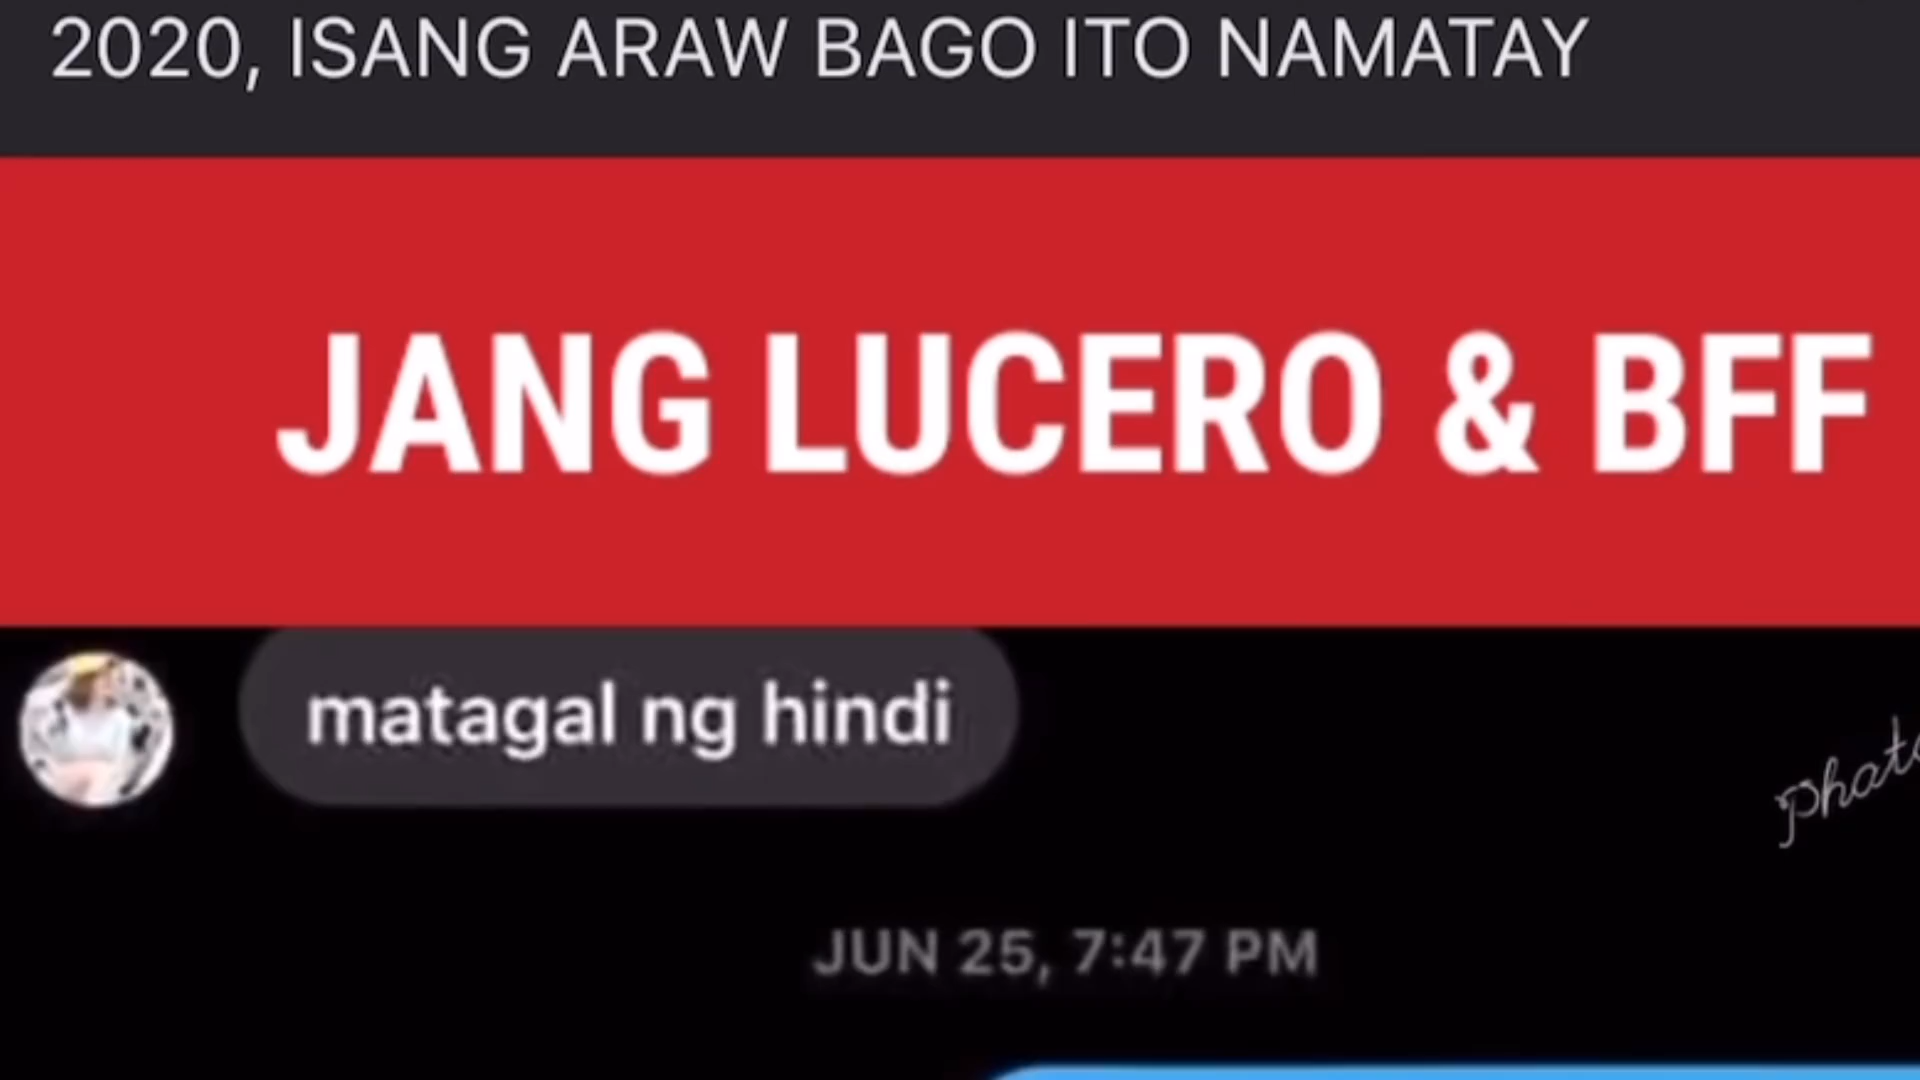 2020, ISANG ARAW BAGO ITO NAMATAY
JANG LUCERO & BFF
matagal ng hindi
JUN 25, 7:47 PM